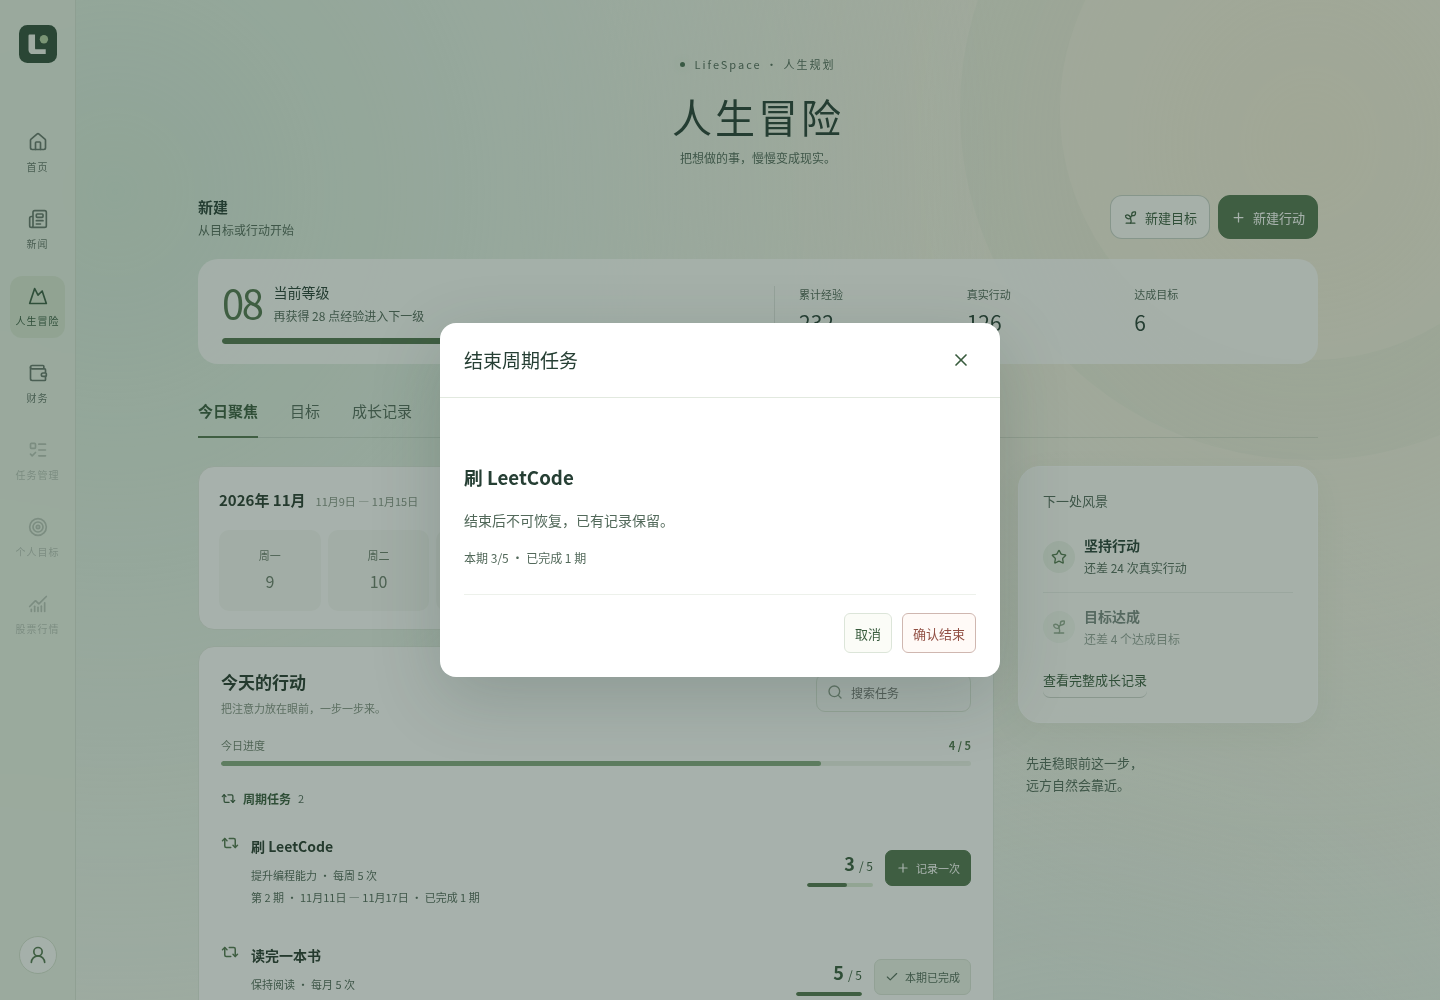 首页
新闻
人生冒险
财务
任务管理
个人目标
股票行情
LifeSpace · 人生规划
人生冒险
把想做的事，慢慢变成现实。
新建
从目标或行动开始
新建目标
新建行动
08
当前等级
再获得 28 点经验进入下一级
累计经验
232
真实行动
126
达成目标
6
今日聚焦
目标
成长记录
2026年 11月
11月9日 — 11月15日
周一
9
周二
10
结束周期任务
刷 LeetCode
结束后不可恢复，已有记录保留。
本期 3/5 · 已完成 1 期
取消
确认结束
今天的行动
把注意力放在眼前，一步一步来。
搜索任务
今日进度
4 / 5
周期任务 2
刷 LeetCode
提升编程能力 · 每周 5 次
第 2 期 · 11月11日 — 11月17日 · 已完成 1 期
3 / 5
记录一次
读完一本书
保持阅读 · 每月 5 次
5 / 5
本期已完成
下一处风景
坚持行动
还差 24 次真实行动
目标达成
还差 4 个达成目标
查看完整成长记录
先走稳眼前这一步，
远方自然会靠近。